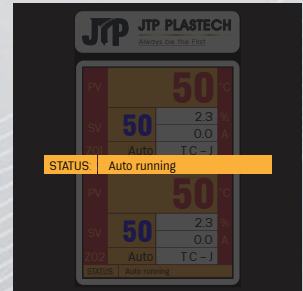 JTP JTP PLASTECH
Always be the First
PV 50 °C
SV 50 2.3 %
0.0 A
Z01 Auto TC-J
STATUS: Auto running
PV 50 °C
SV 50 2.3 %
0.0 A
Z02 Auto TC-J
STATUS Auto running